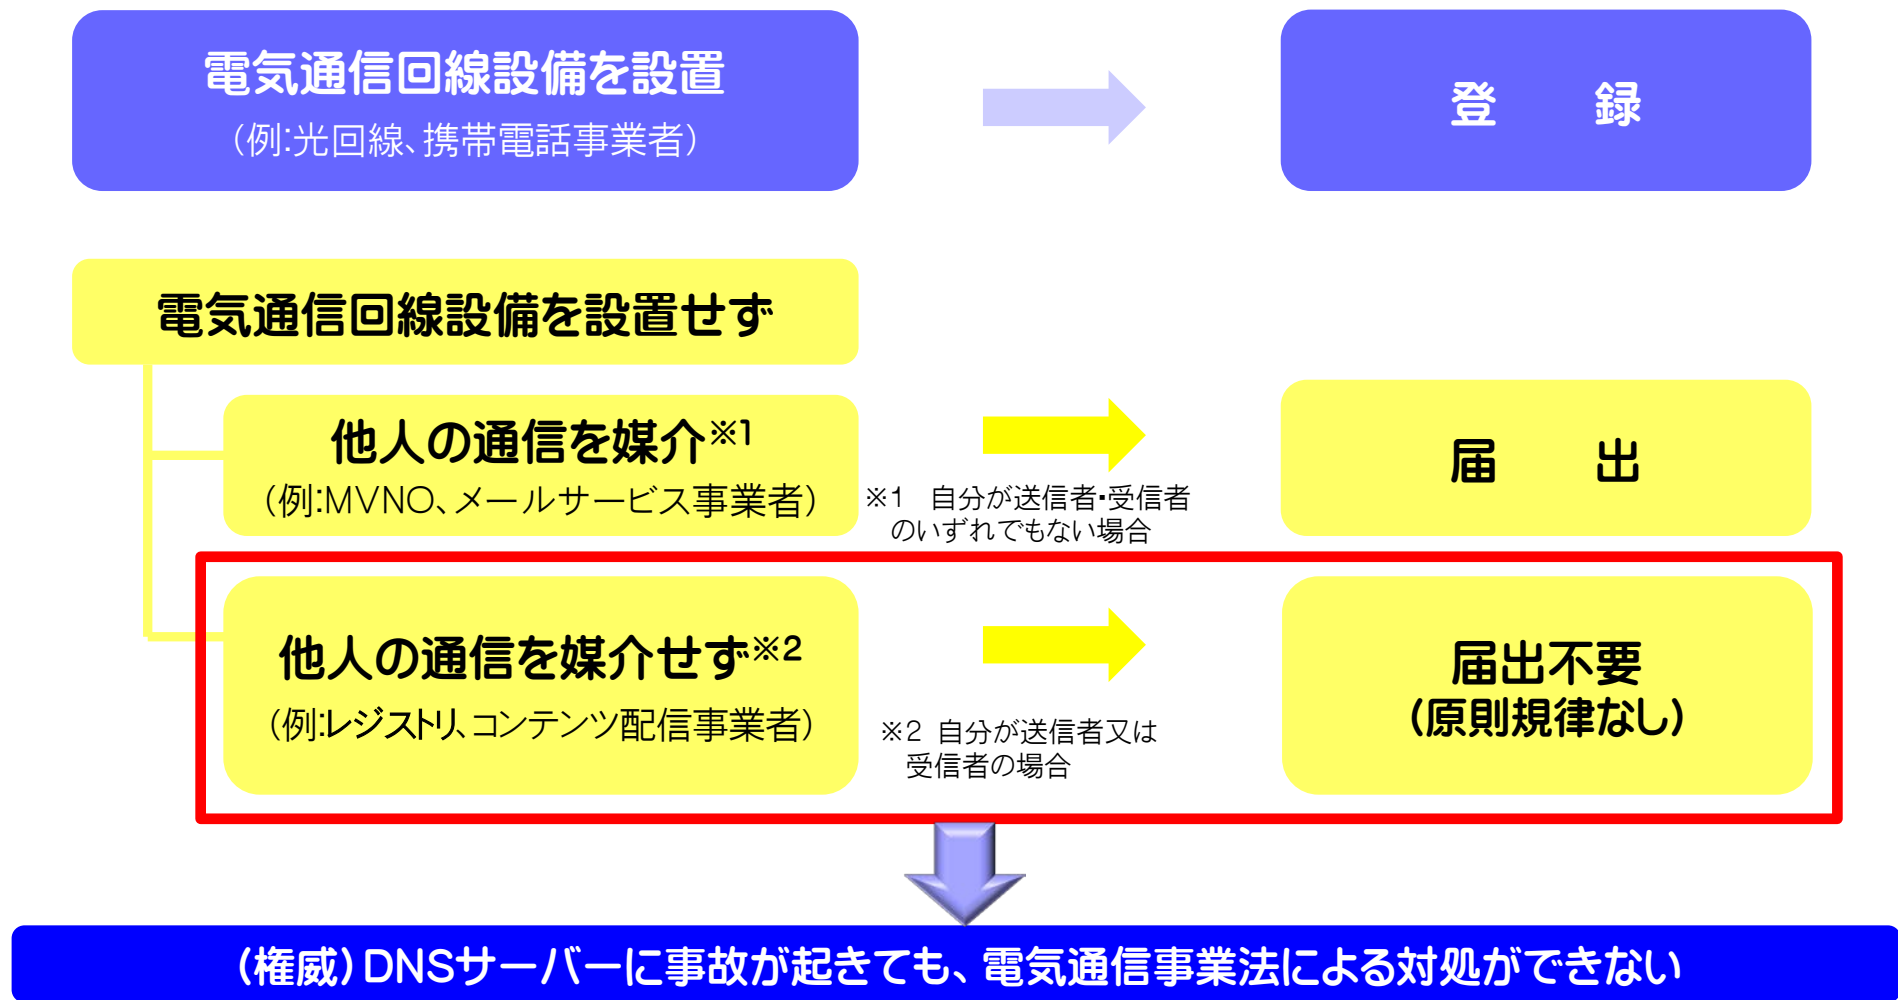 電気通信回線設備を設置
(例:光回線、携帯電話事業者)
登　　録
電気通信回線設備を設置せず
他人の通信を媒介※1
(例:MVNO、メールサービス事業者)
※1　自分が送信者・受信者
のいずれでもない場合
届　　出
他人の通信を媒介せず※2
(例:レジストリ、コンテンツ配信事業者)
※2 自分が送信者又は
受信者の場合
届出不要
(原則規律なし)
(権威)DNSサーバーに事故が起きても、電気通信事業法による対処ができない